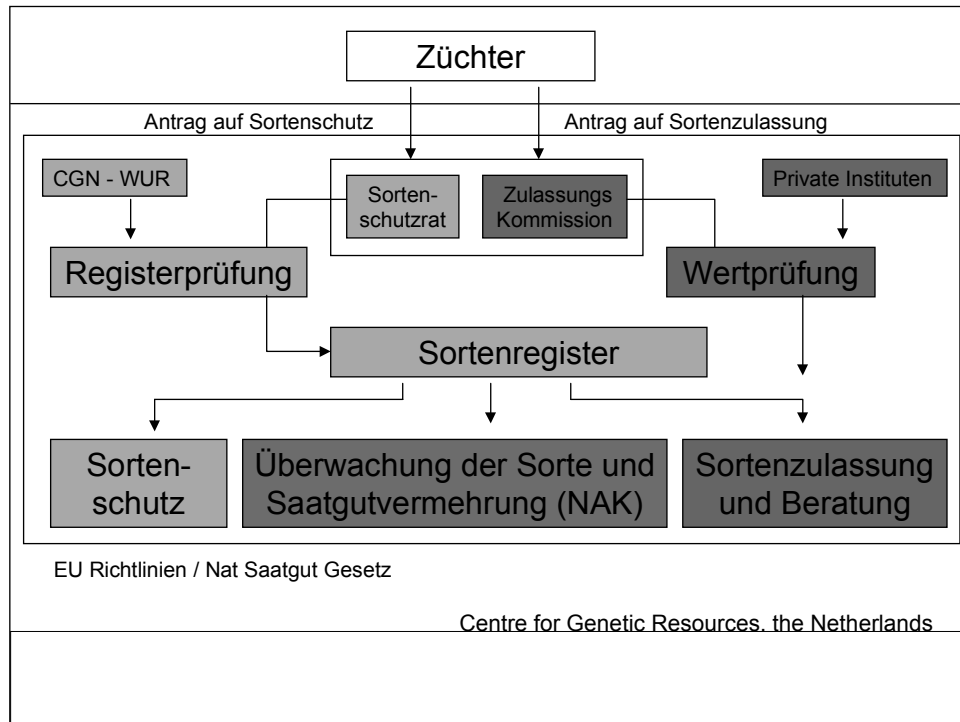 Züchter
Antrag auf Sortenschutz
Antrag auf Sortenzulassung
CGN - WUR
Sorten-
schutzrat
Zulassungs
Kommission
Private Instituten
Registerprüfung
Wertprüfung
Sortenregister
Sorten-
schutz
Überwachung der Sorte und
Saatgutvermehrung (NAK)
Sortenzulassung
und Beratung
EU Richtlinien / Nat Saatgut Gesetz
Centre for Genetic Resources, the Netherlands